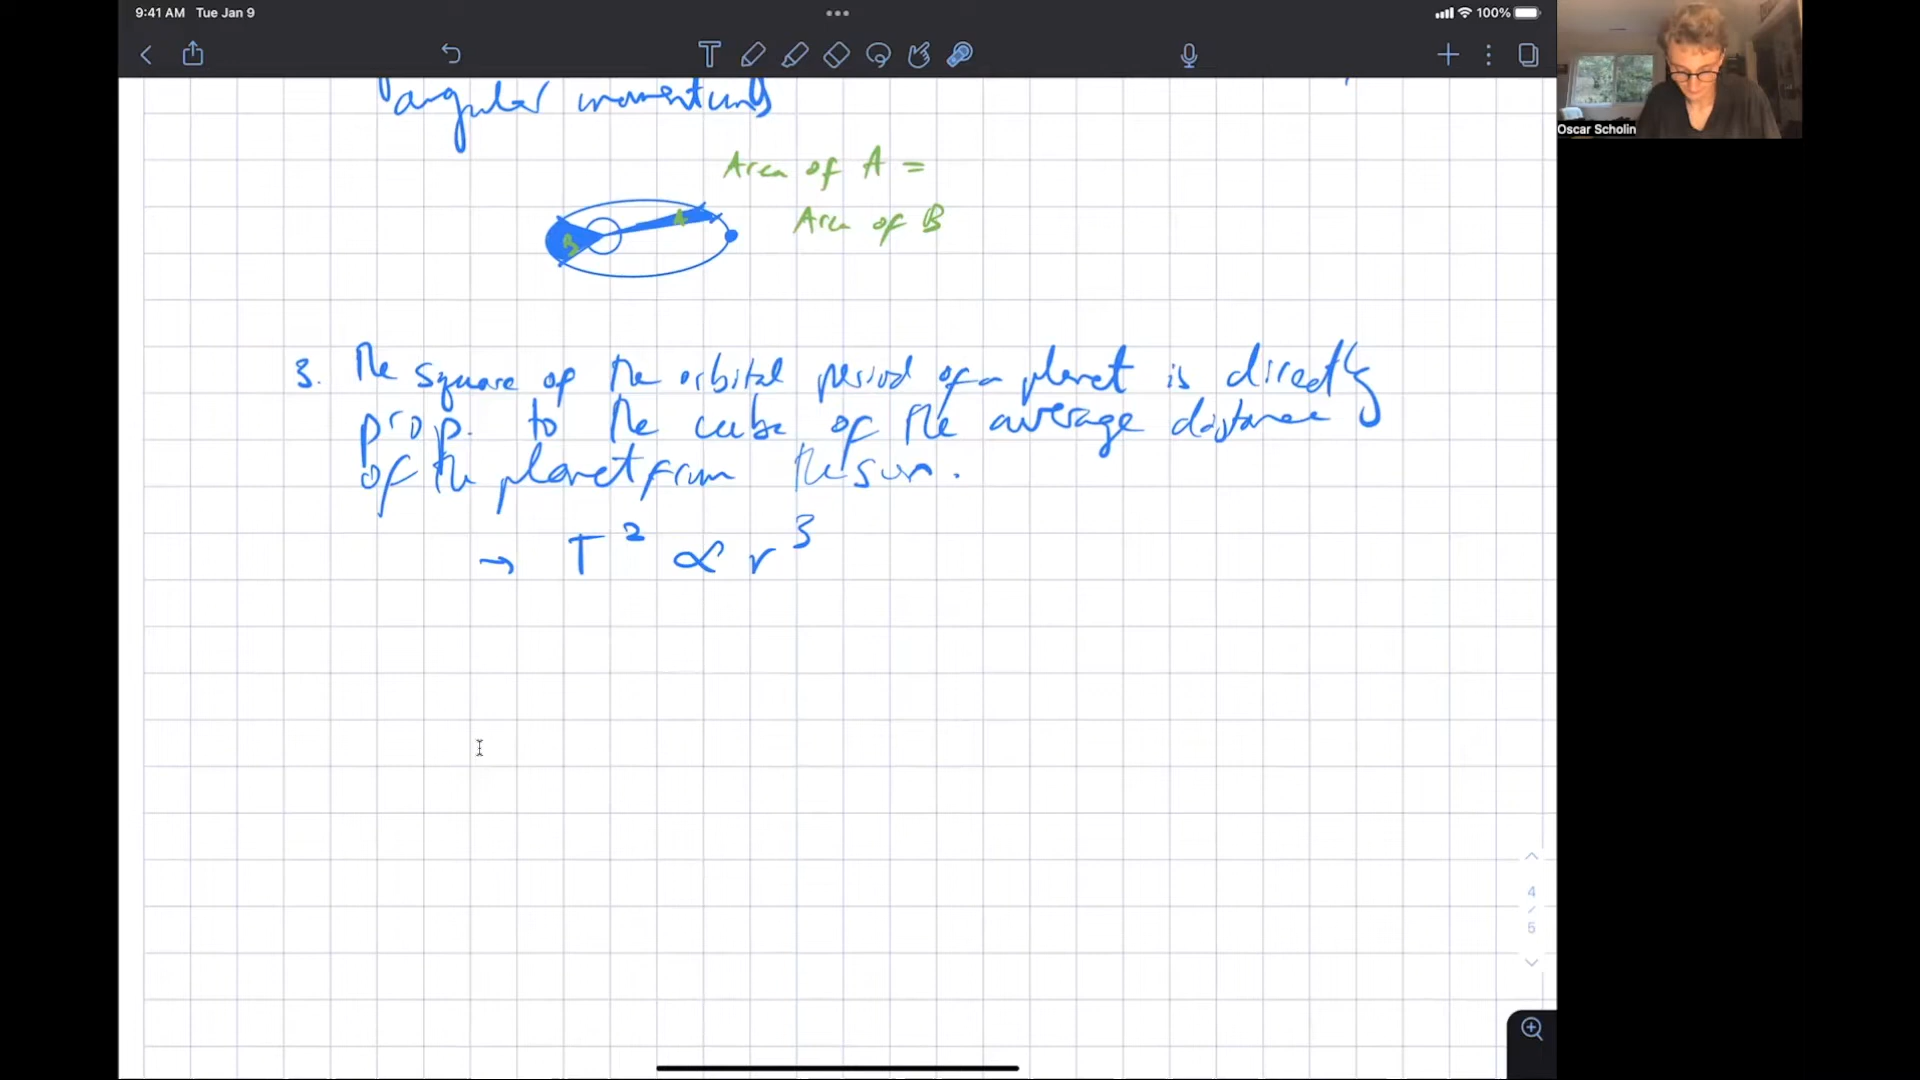 9:41 AM Tue Jan 9
100%
Oscar Scholin
angular momentum)
Area of A =
Area of B
A
B
3. The square of the orbital period of a planet is directly
prop. to the cube of the average distance
of the planet from the sun.
→ T² ∝ r³
4
5